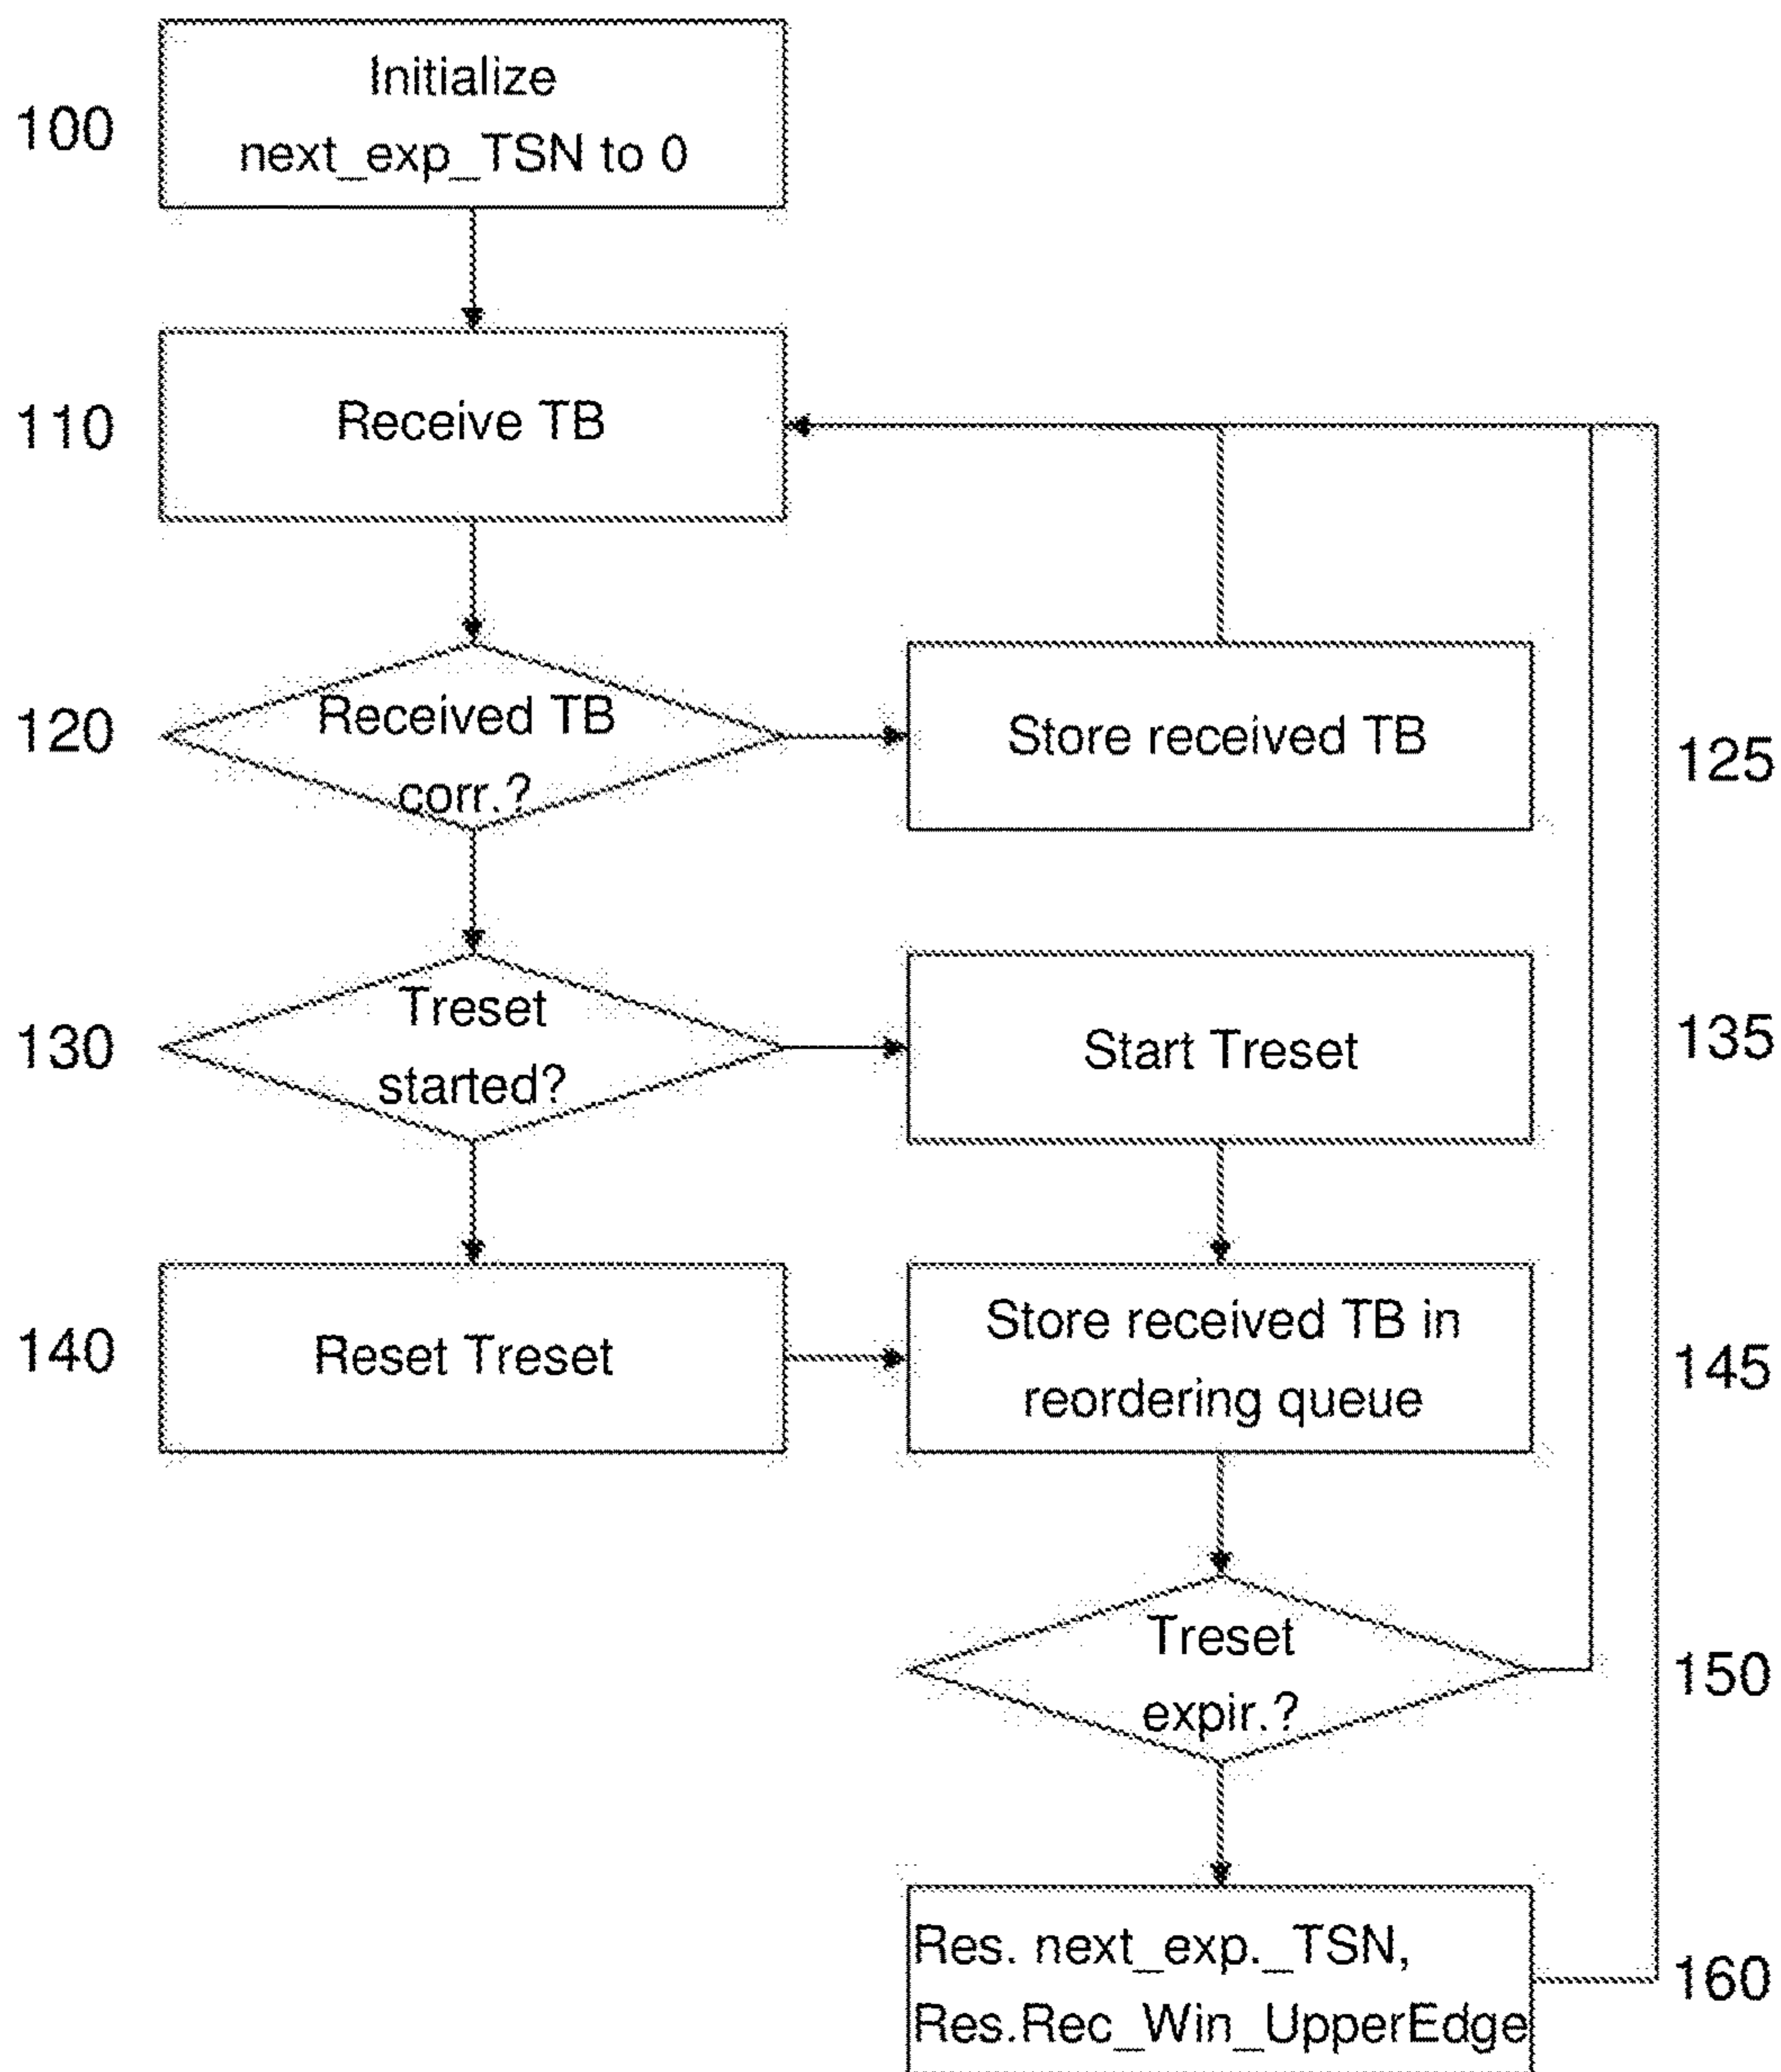 100
Initialize
next_exp_TSN to 0
110
Receive TB
120
Received TB
corr.?
Store received TB
125
130
Treset
started?
Start Treset
135
140
Reset Treset
Store received TB in
reordering queue
145
Treset
expir.?
150
Res. next_exp._TSN,
Res.Rec_Win_UpperEdge
160